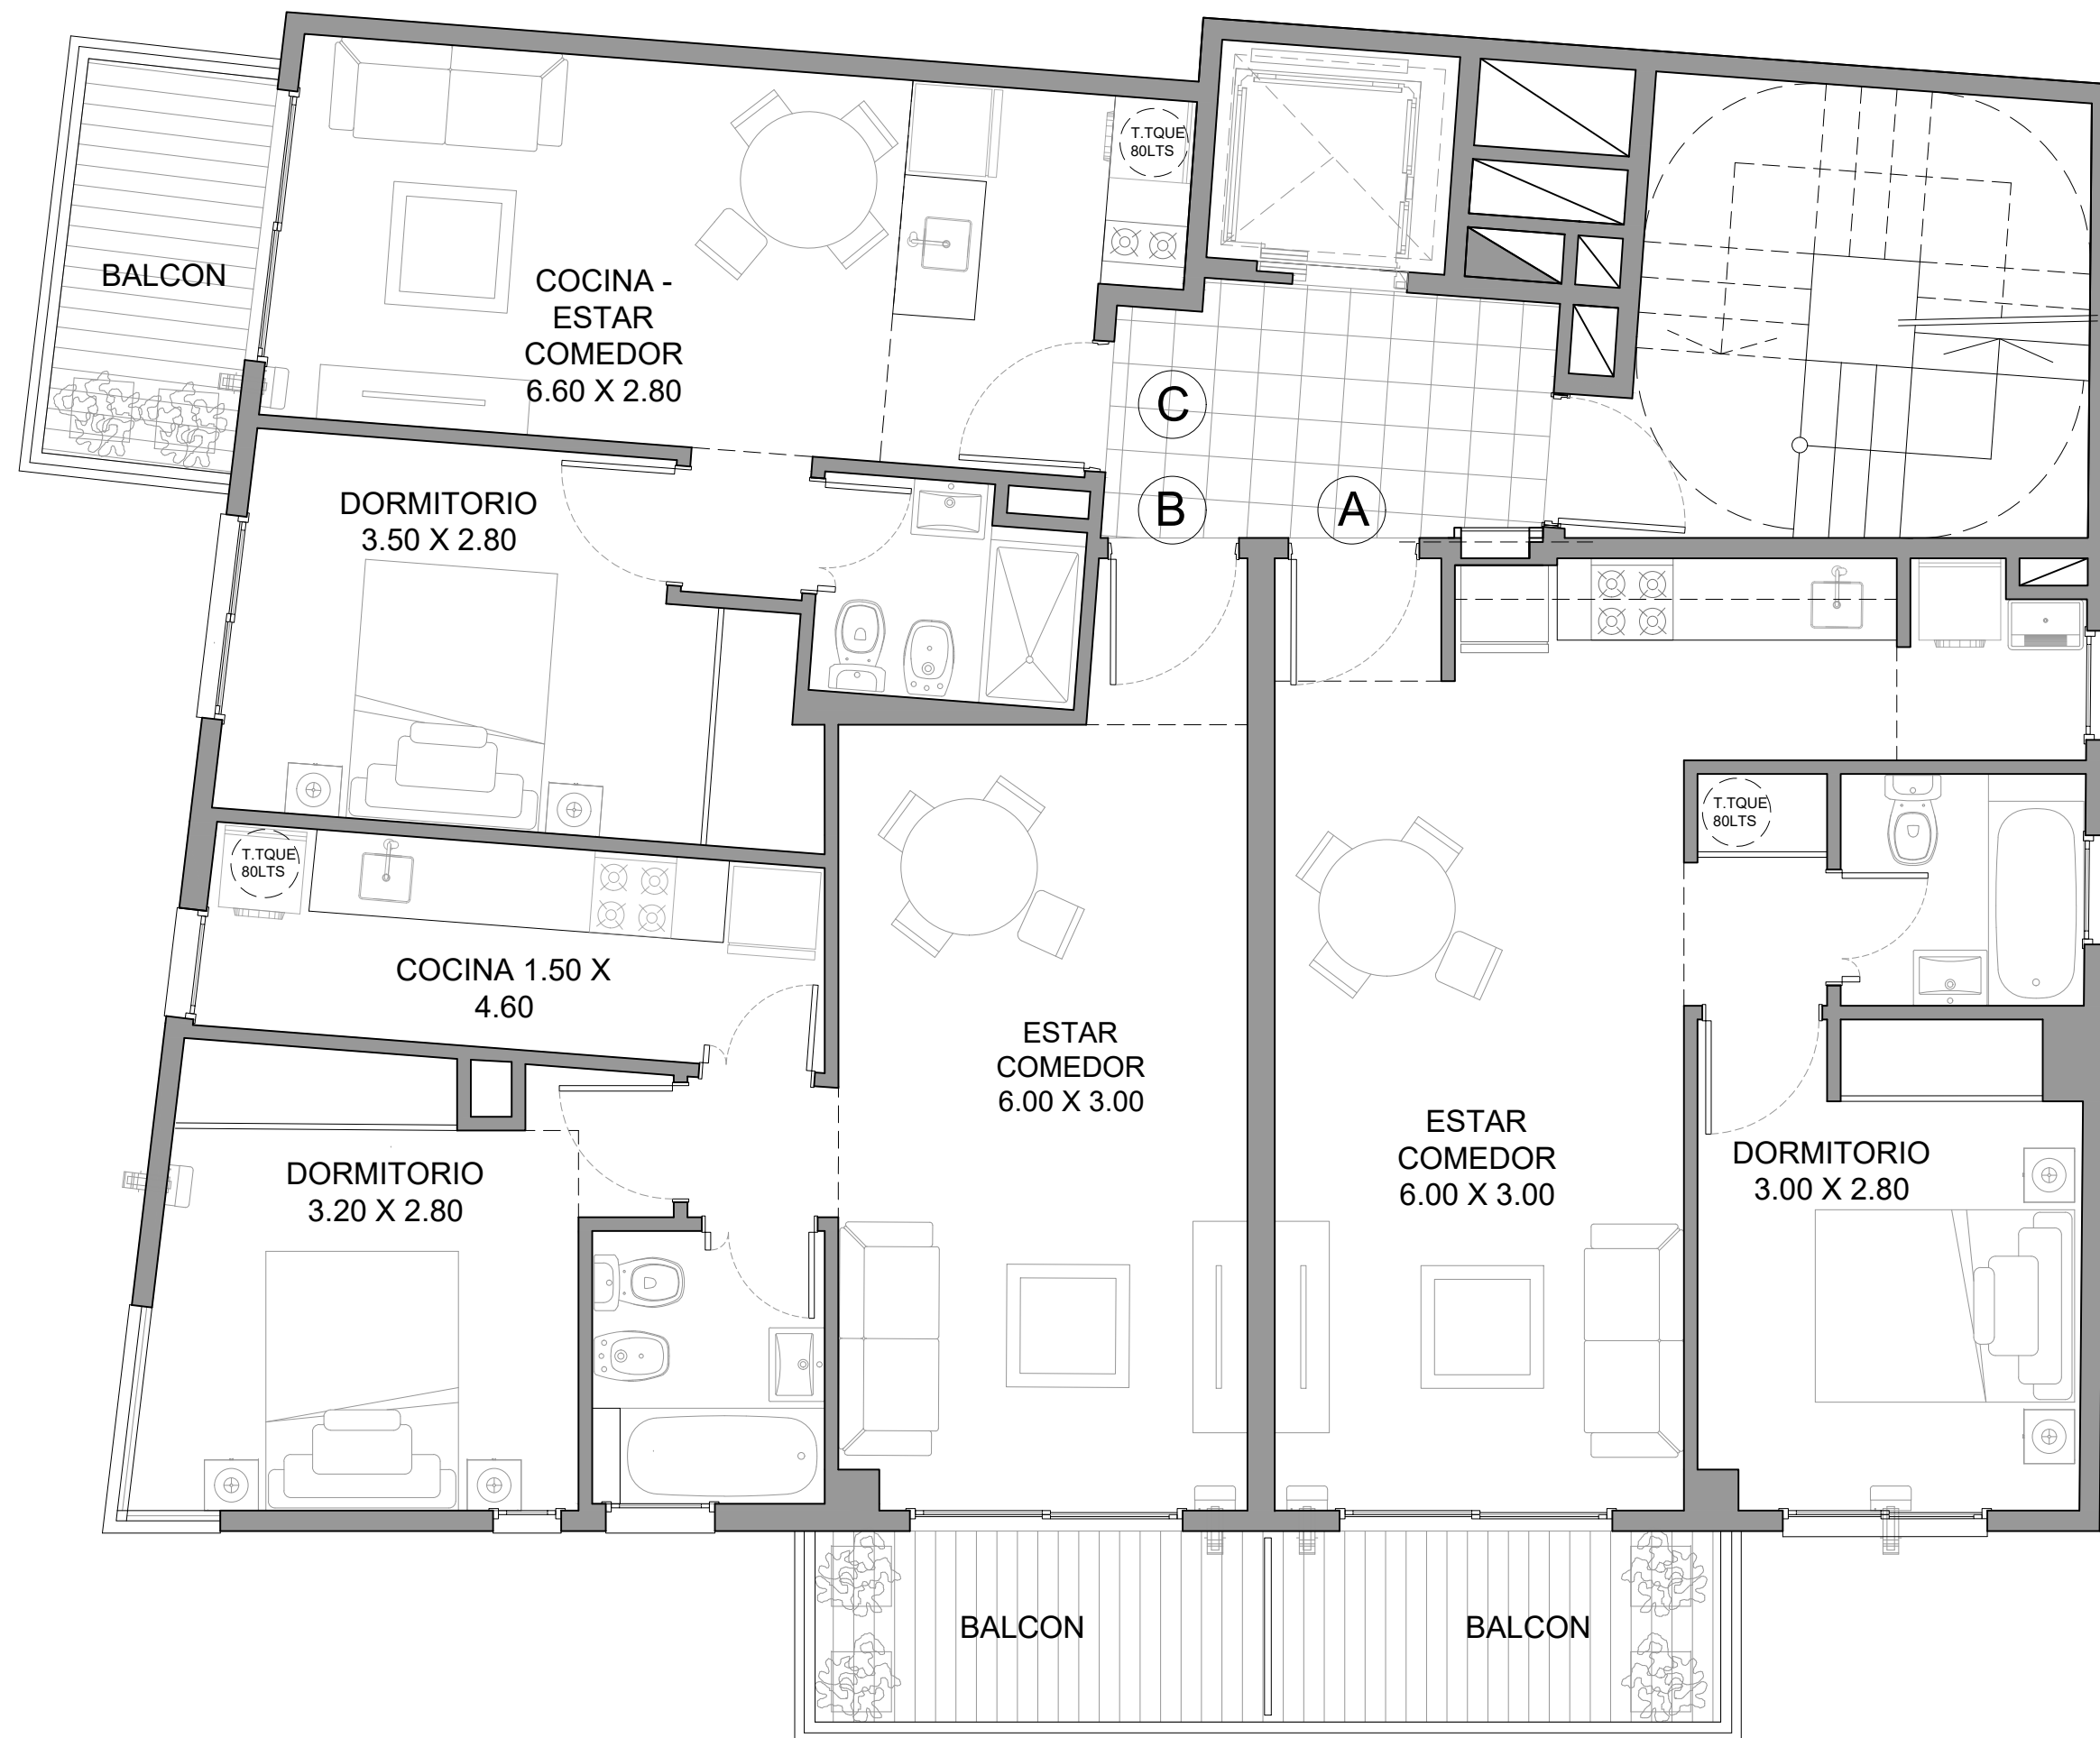 T.TQUE
80LTS
BALCON
COCINA -
ESTAR
COMEDOR
6.60 X 2.80
C
B
A
DORMITORIO
3.50 X 2.80
T.TQUE
80LTS
T.TQUE
80LTS
COCINA 1.50 X
4.60
ESTAR
COMEDOR
6.00 X 3.00
ESTAR
COMEDOR
6.00 X 3.00
DORMITORIO
3.00 X 2.80
DORMITORIO
3.20 X 2.80
BALCON
BALCON